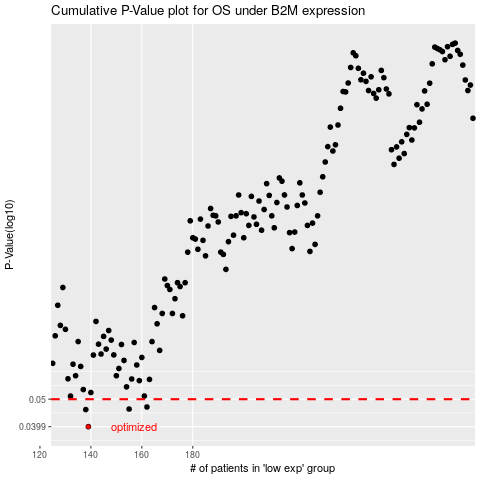 Cumulative P-Value plot for OS under B2M expression
P-Value(log10)
0.05
0.0399
optimized
120 140 160 180
# of patients in 'low exp' group